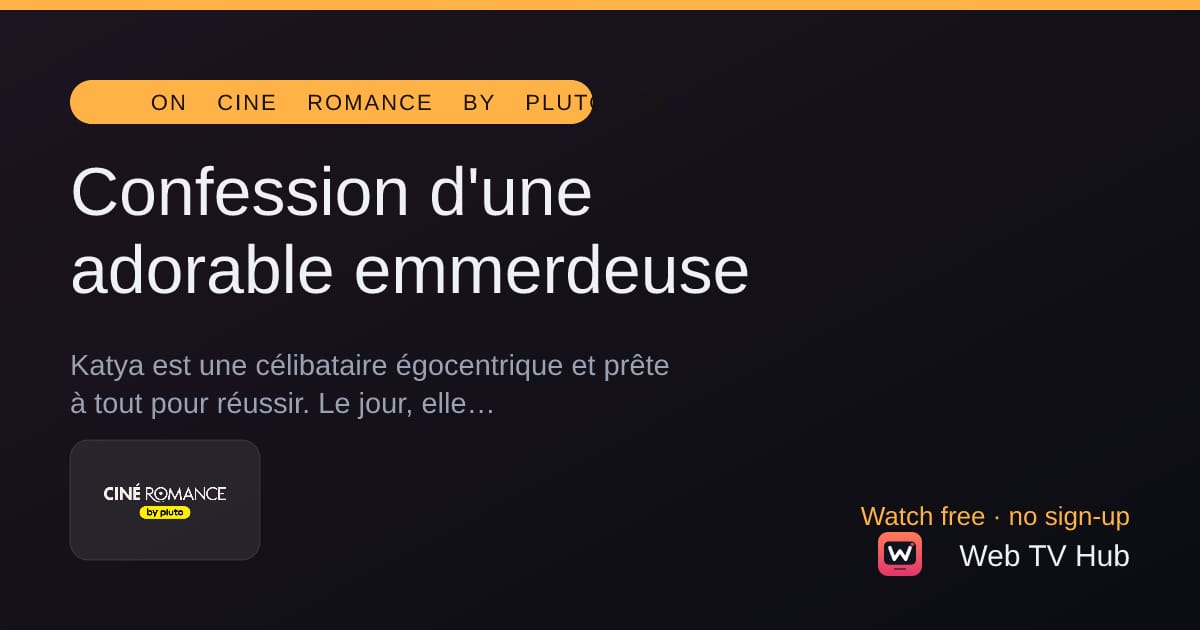 ON CINE ROMANCE BY PLUTO TV
Confession d'une
adorable emmerdeuse
Katya est une célibataire égocentrique et prête
à tout pour réussir. Le jour, elle…
CINÉ ROMANCE
by pluto
Watch free · no sign-up
W
Web TV Hub